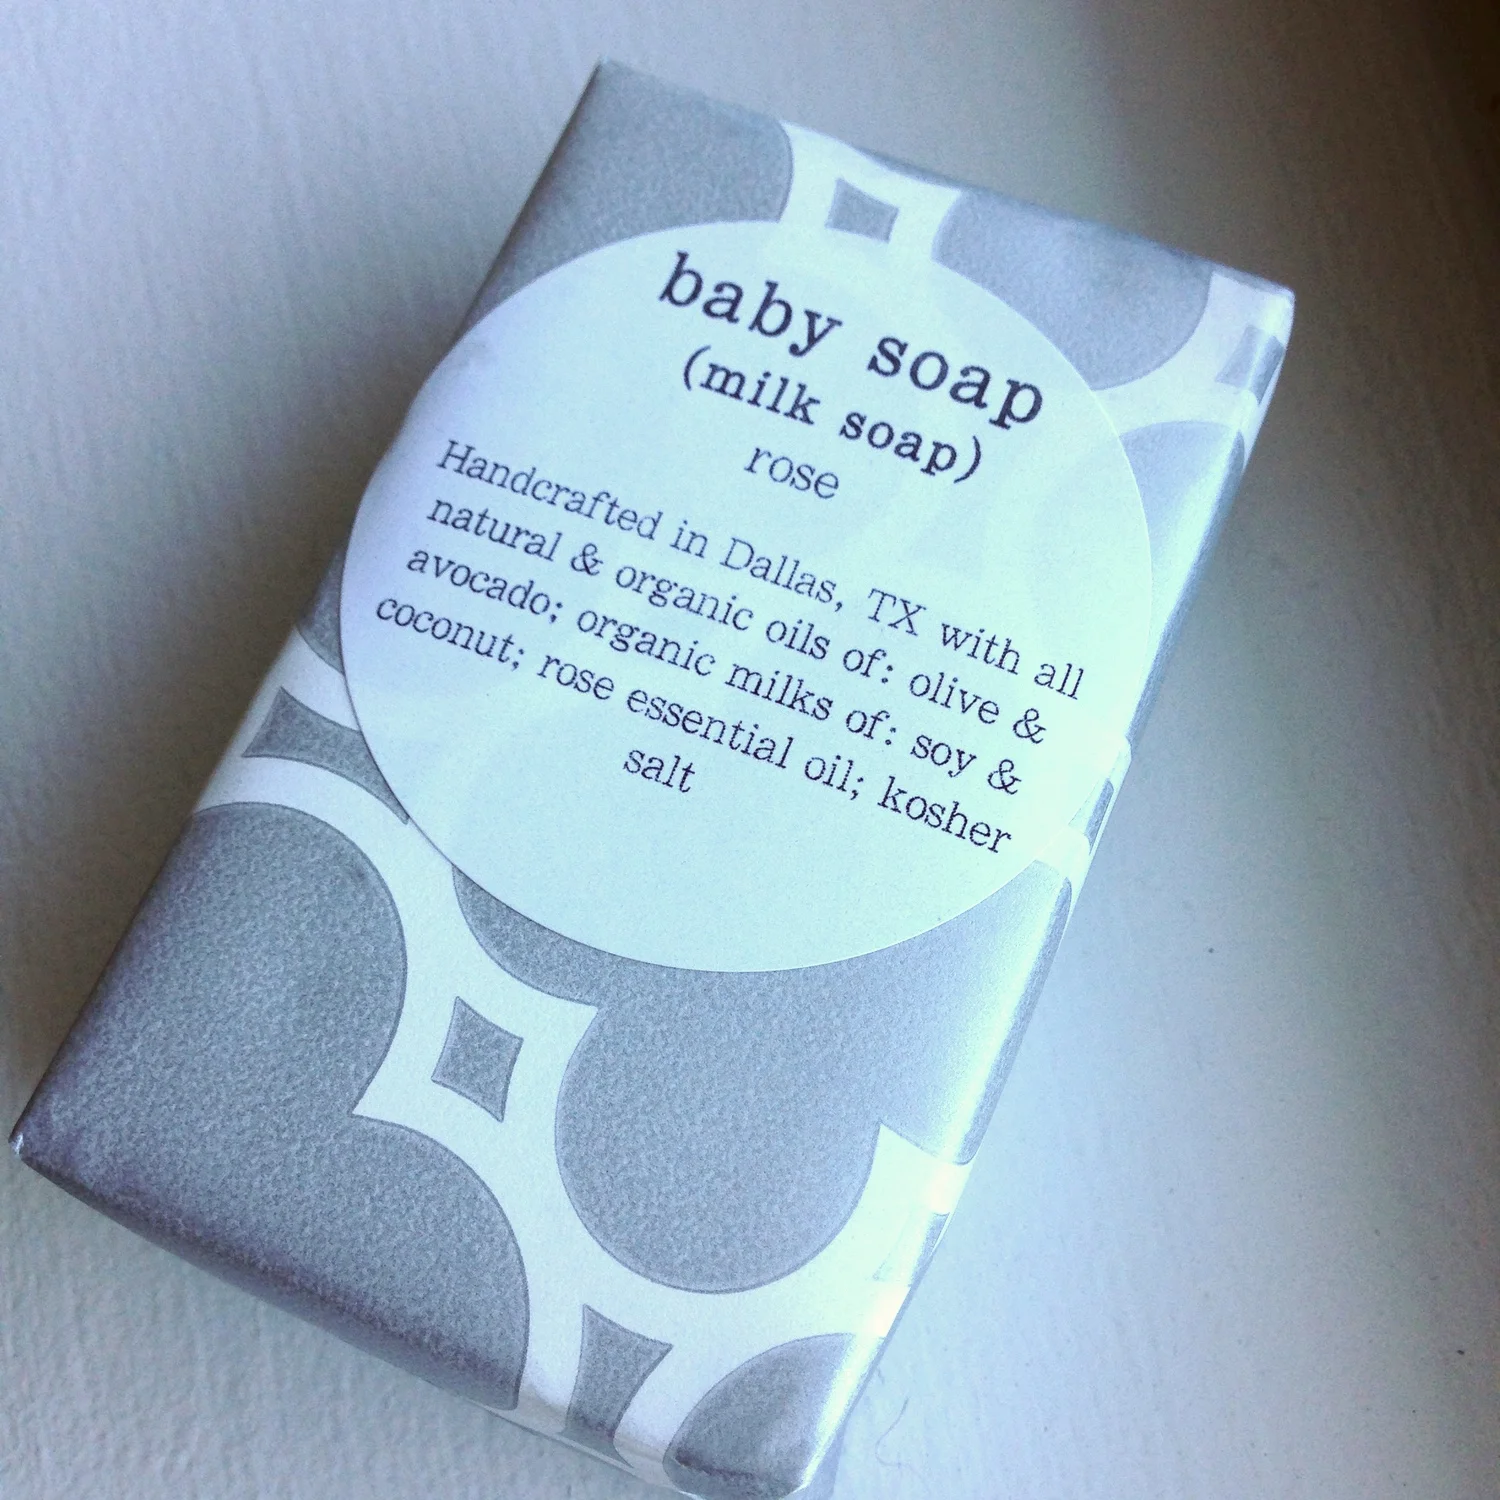 baby soap
(milk soap)
rose
Handcrafted in Dallas, TX with all
natural & organic oils of: olive &
avocado; organic milks of: soy &
coconut; rose essential oil; kosher
salt